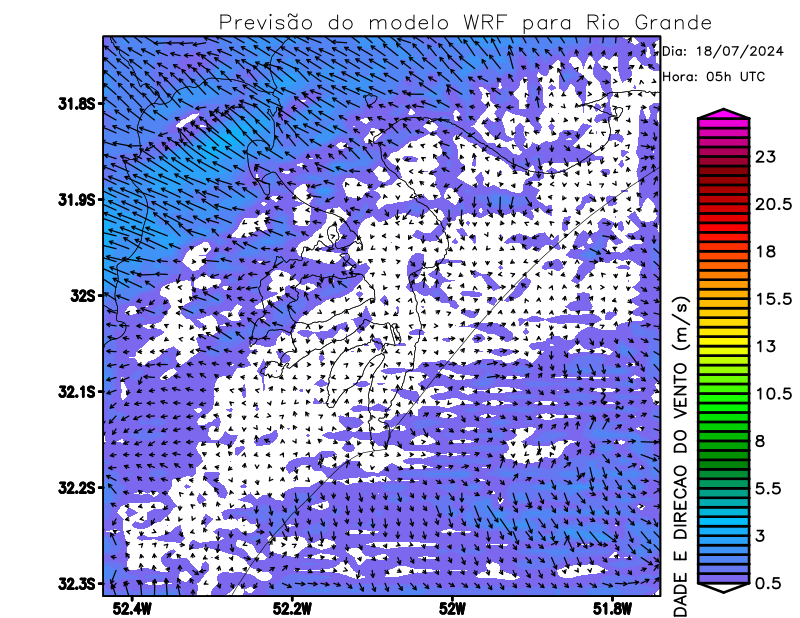 Previsão do modelo WRF para Rio Grande
Dia: 18/07/2024
Hora: 05h UTC
31.8S
31.9S
32S
32.1S
32.2S
32.3S
52.4W
52.2W
52W
51.8W
23
20.5
18
15.5
13
10.5
8
5.5
3
0.5
DADE E DIRECAO DO VENTO (m/s)